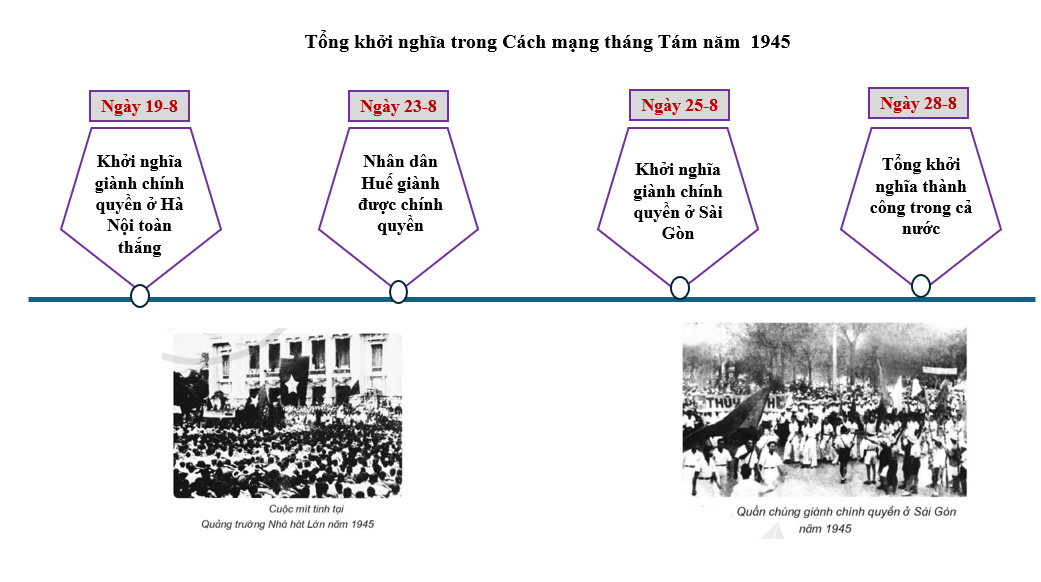 Tổng khởi nghĩa trong Cách mạng tháng Tám năm 1945
Ngày 19-8
Khởi nghĩa
giành chính
quyền ở Hà
Nội toàn
thắng
Ngày 23-8
Nhân dân
Huế giành
được chính
quyền
Ngày 25-8
Khởi nghĩa
giành chính
quyền ở Sài
Gòn
Ngày 28-8
Tổng khởi
nghĩa thành
công trong cả
nước
Cuộc mít tinh tại
Quảng trường Nhà hát Lớn năm 1945
THỦY
Quần chúng giành chính quyền ở Sài Gòn
năm 1945